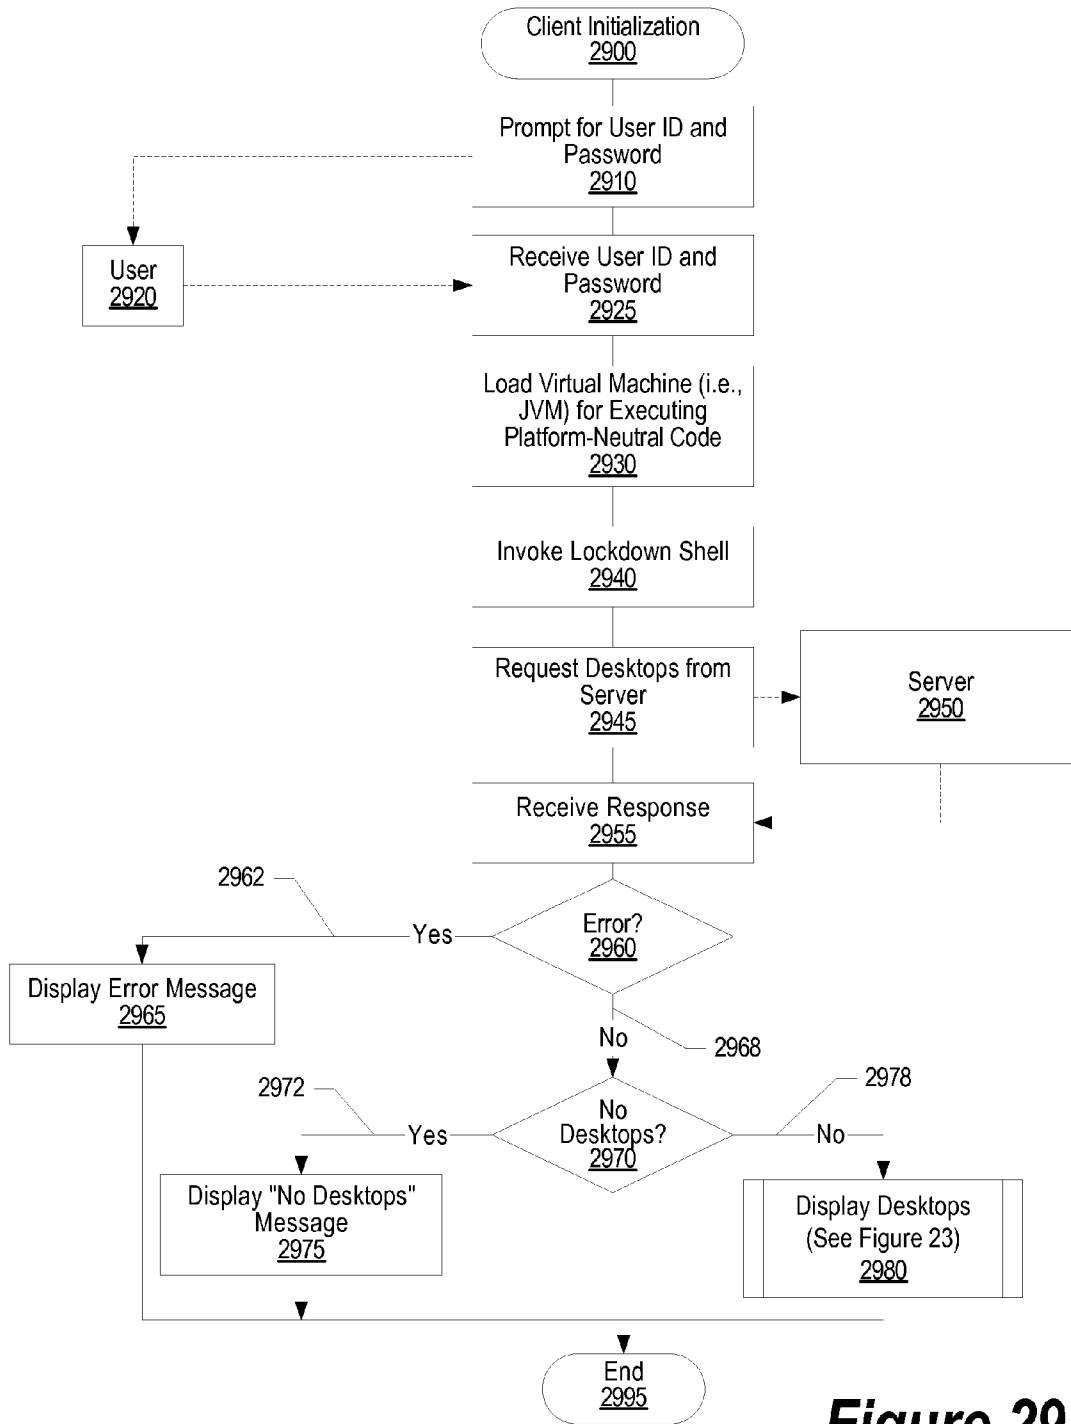 Client Initialization
2900
Prompt for User ID and
Password
2910
User
2920
Receive User ID and
Password
2925
Load Virtual Machine (i.e.,
JVM) for Executing
Platform-Neutral Code
2930
Invoke Lockdown Shell
2940
Request Desktops from
Server
2945
Server
2950
Receive Response
2955
2962
Yes
Error?
2960
Display Error Message
2965
No
2968
2972
Yes
No
Desktops?
2970
2978
No
Display "No Desktops"
Message
2975
Display Desktops
(See Figure 23)
2980
End
2995
Figure 29